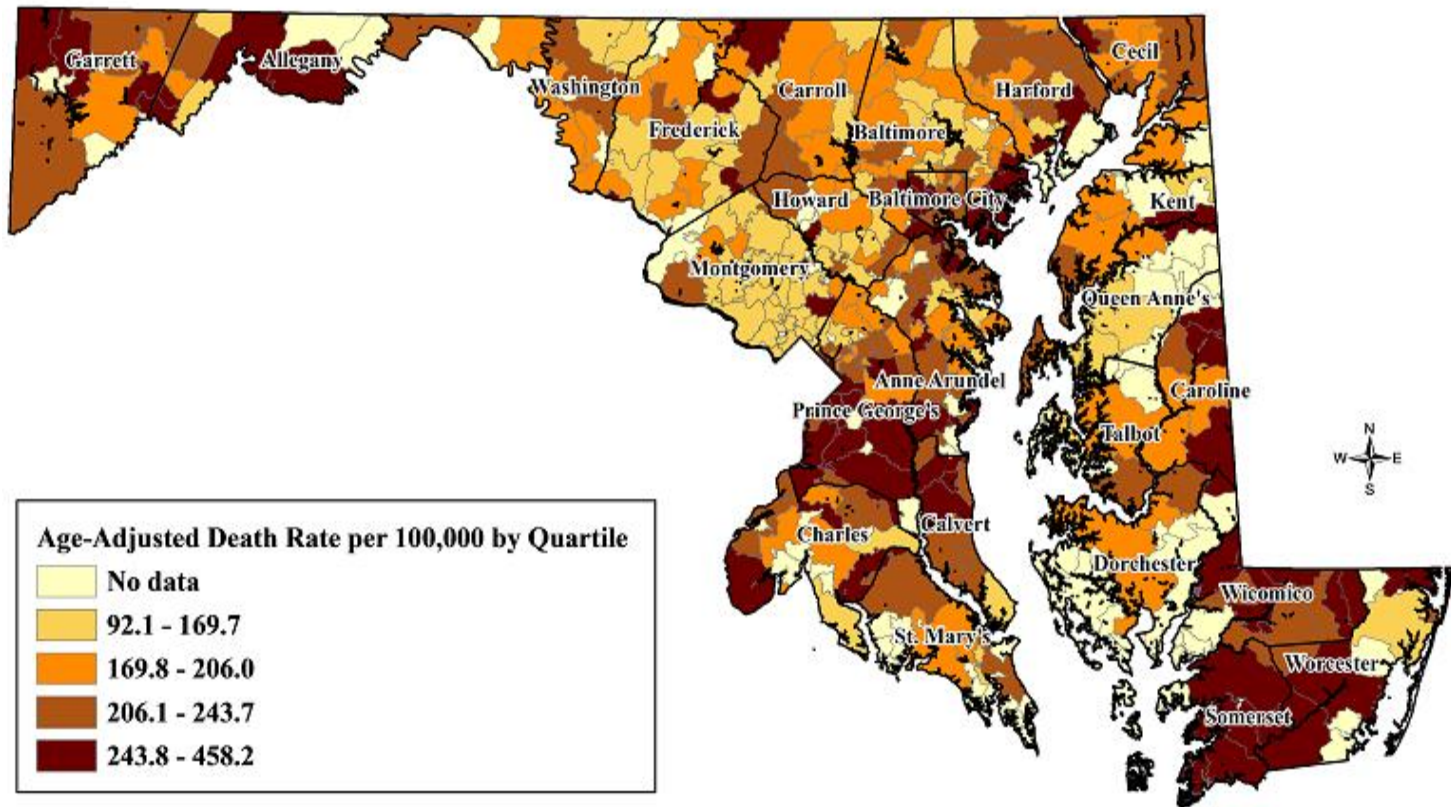 Garrett
Allegany
Washington
Frederick
Carroll
Baltimore
Harford
Cecil
Howard
Baltimore City
Kent
Montgomery
Queen Anne's
Anne Arundel
Prince George's
Caroline
Talbot
Charles
Calvert
St. Mary's
Dorchester
Wicomico
Worcester
Somerset
N
W E
S
Age-Adjusted Death Rate per 100,000 by Quartile
No data
92.1 - 169.7
169.8 - 206.0
206.1 - 243.7
243.8 - 458.2